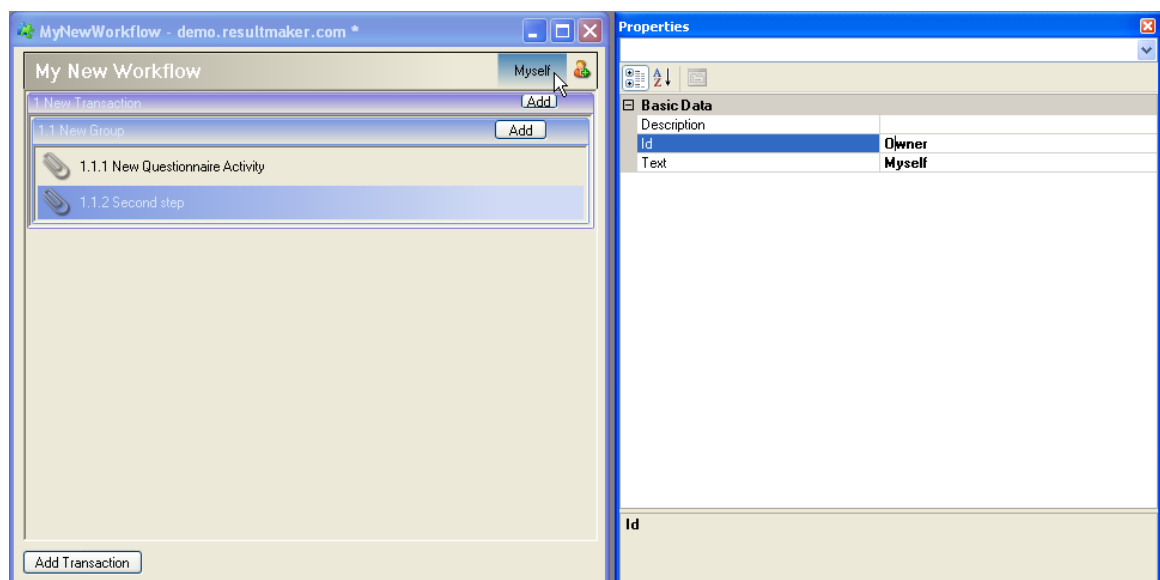 MyNewWorkflow - demo.resultmaker.com *
My New Workflow Myself
1 New Transaction Add
1.1 New Group Add
1.1.1 New Questionnaire Activity
1.1.2 Second step
Add Transaction
Properties
A
Z
Basic Data
Description
Id Owner
Text Myself
Id